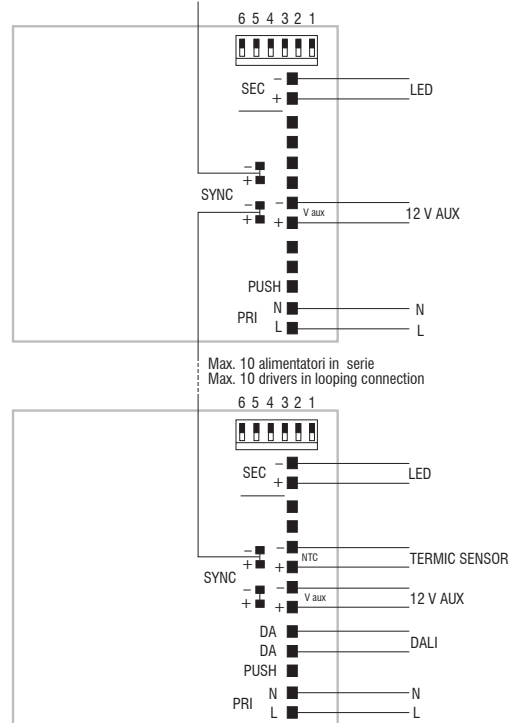 6 5 4 3 2 1
SEC - LED
+
- 
+
SYNC
- V aux 12 V AUX
- +
+
PUSH
N N
PRI
L L
Max. 10 alimentatori in serie
Max. 10 drivers in looping connection
6 5 4 3 2 1
- LED
SEC +
- NTC TERMIC SENSOR
- +
+
SYNC
- V aux 12 V AUX
- +
+
DA DALI
DA
PUSH
N N
PRI
L L